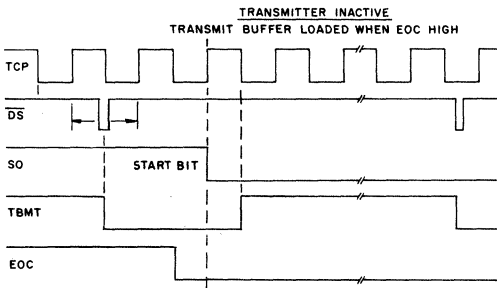 TRANSMITTER INACTIVE
TRANSMIT BUFFER LOADED WHEN EOC HIGH
TCP
DS
SO
START BIT
TBMT
EOC